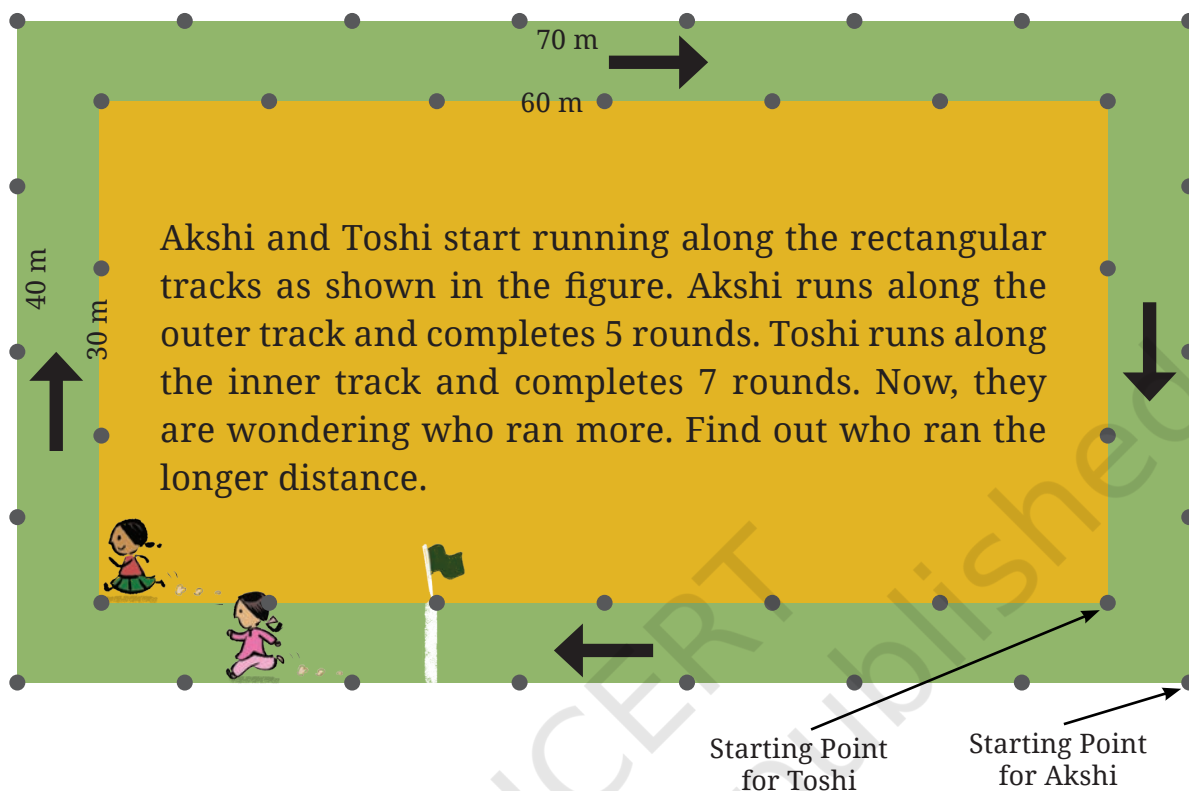 70 m
60 m
40 m
30 m
Akshi and Toshi start running along the rectangular
tracks as shown in the figure. Akshi runs along the
outer track and completes 5 rounds. Toshi runs along
the inner track and completes 7 rounds. Now, they
are wondering who ran more. Find out who ran the
longer distance.
Starting Point
for Toshi
Starting Point
for Akshi
NCERT
published